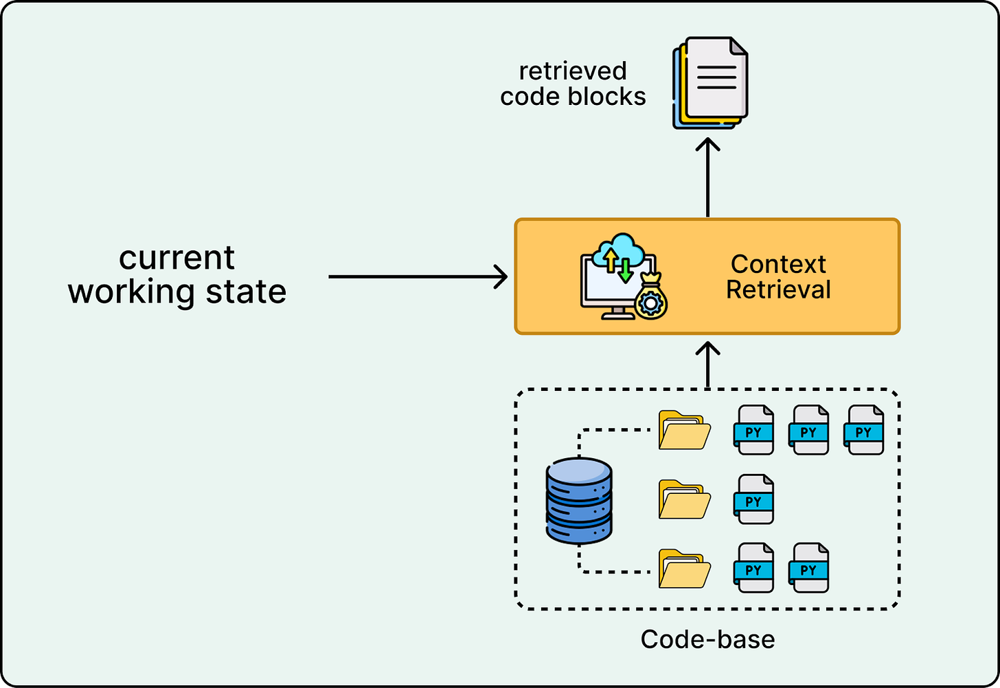 retrieved
code blocks
current
working state
Context
Retrieval
PY PY PY
PY
PY PY
Code-base